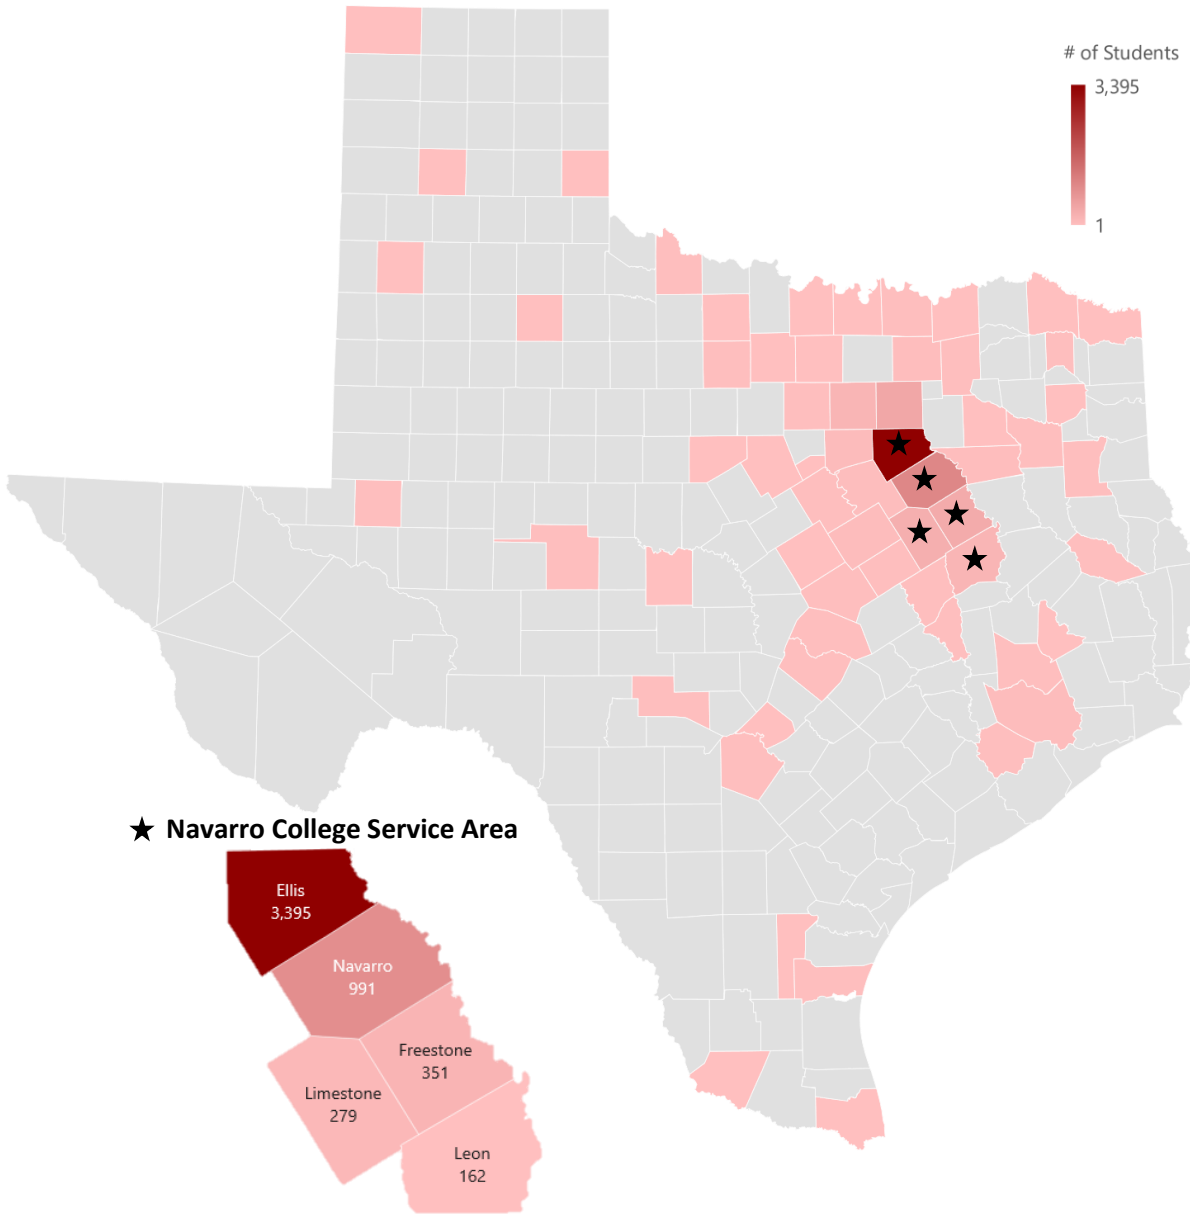 # of Students
3,395
1
★ Navarro College Service Area
Ellis
3,395
Navarro
991
Freestone
351
Limestone
279
Leon
162